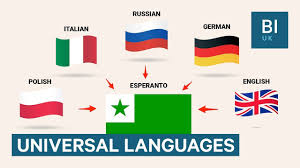 RUSSIAN
BI
UK
ITALIAN
GERMAN
POLISH
ESPERANTO
ENGLISH
UNIVERSAL LANGUAGES